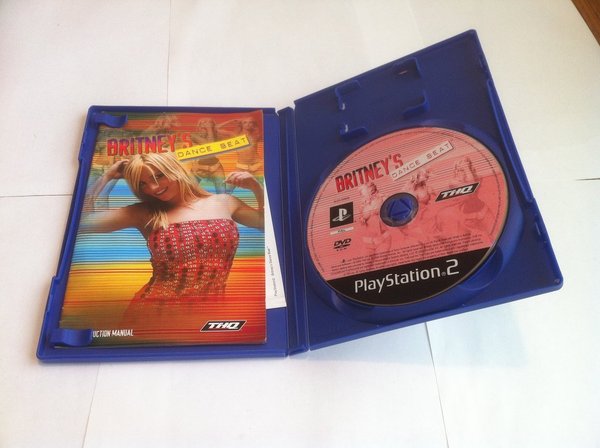 BRITNEY'S
DANCE BEAT
THQ
UCTION MANUAL
BRITNEY'S
DANCE BEAT
THQ
DVD
PlayStation 2